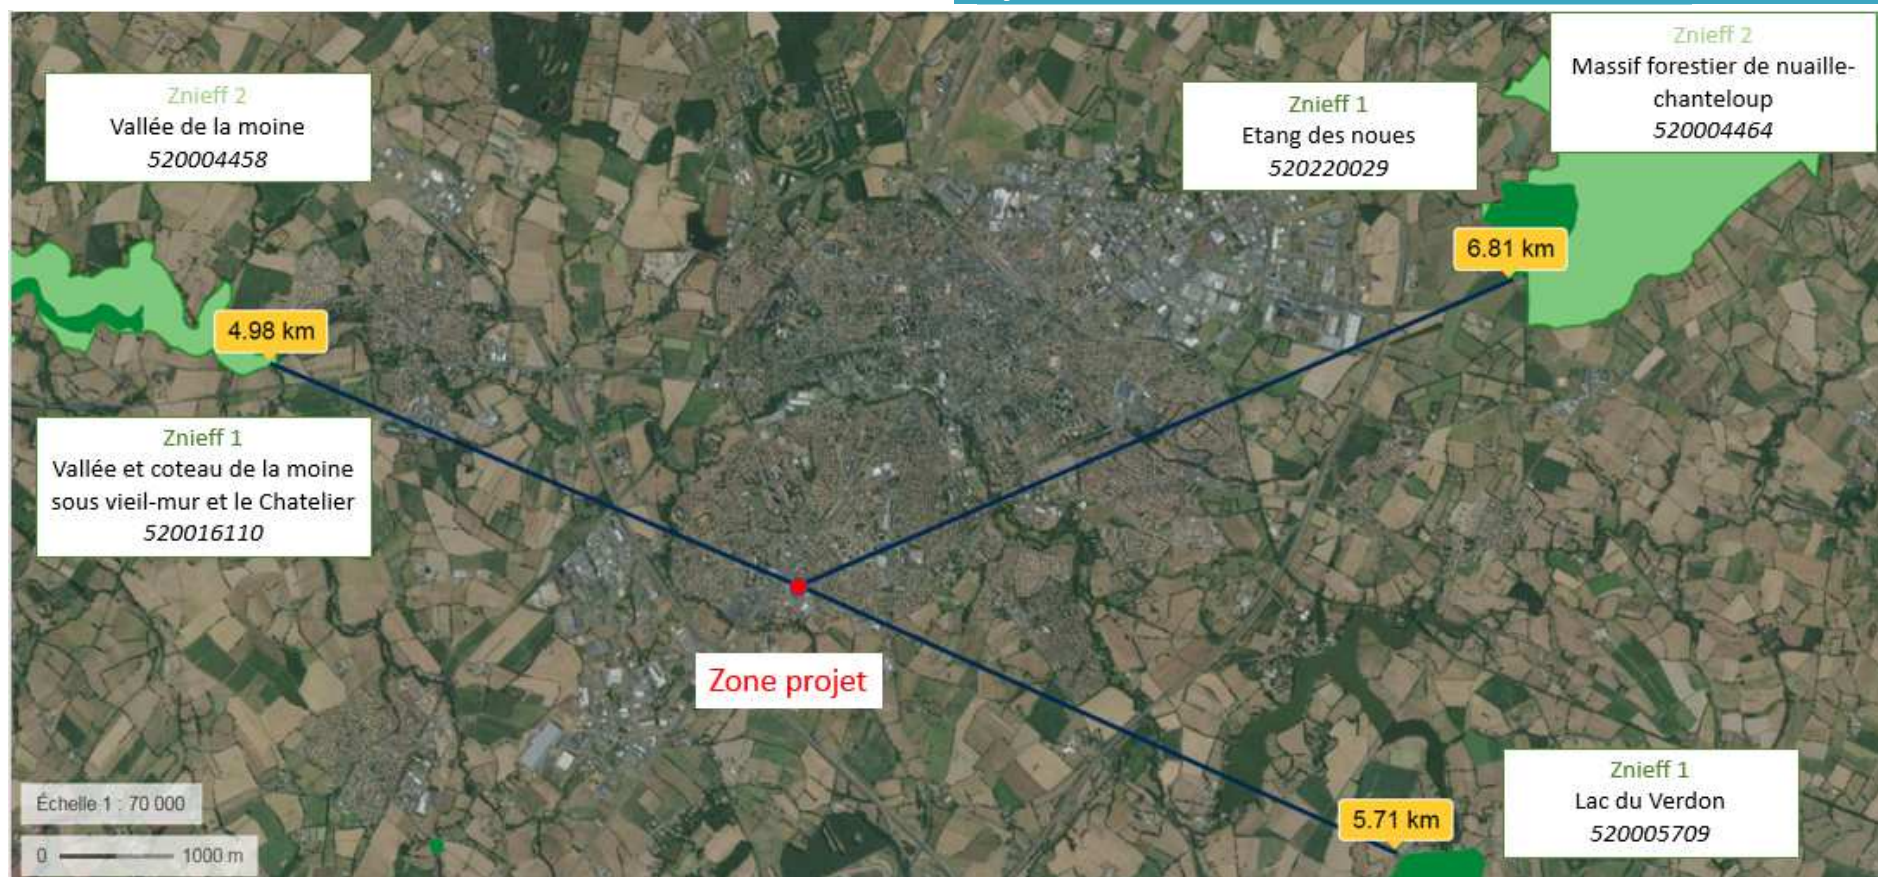 Znieff 2
Vallée de la moine
520004458
Znieff 1
Etang des noues
520220029
Znieff 2
Massif forestier de nuaille-
chanteloup
520004464
6.81 km
4.98 km
Znieff 1
Vallée et coteau de la moine
sous vieil-mur et le Chatelier
520016110
Zone projet
Znieff 1
Lac du Verdon
520005709
5.71 km
Échelle 1 : 70 000
0 1000 m